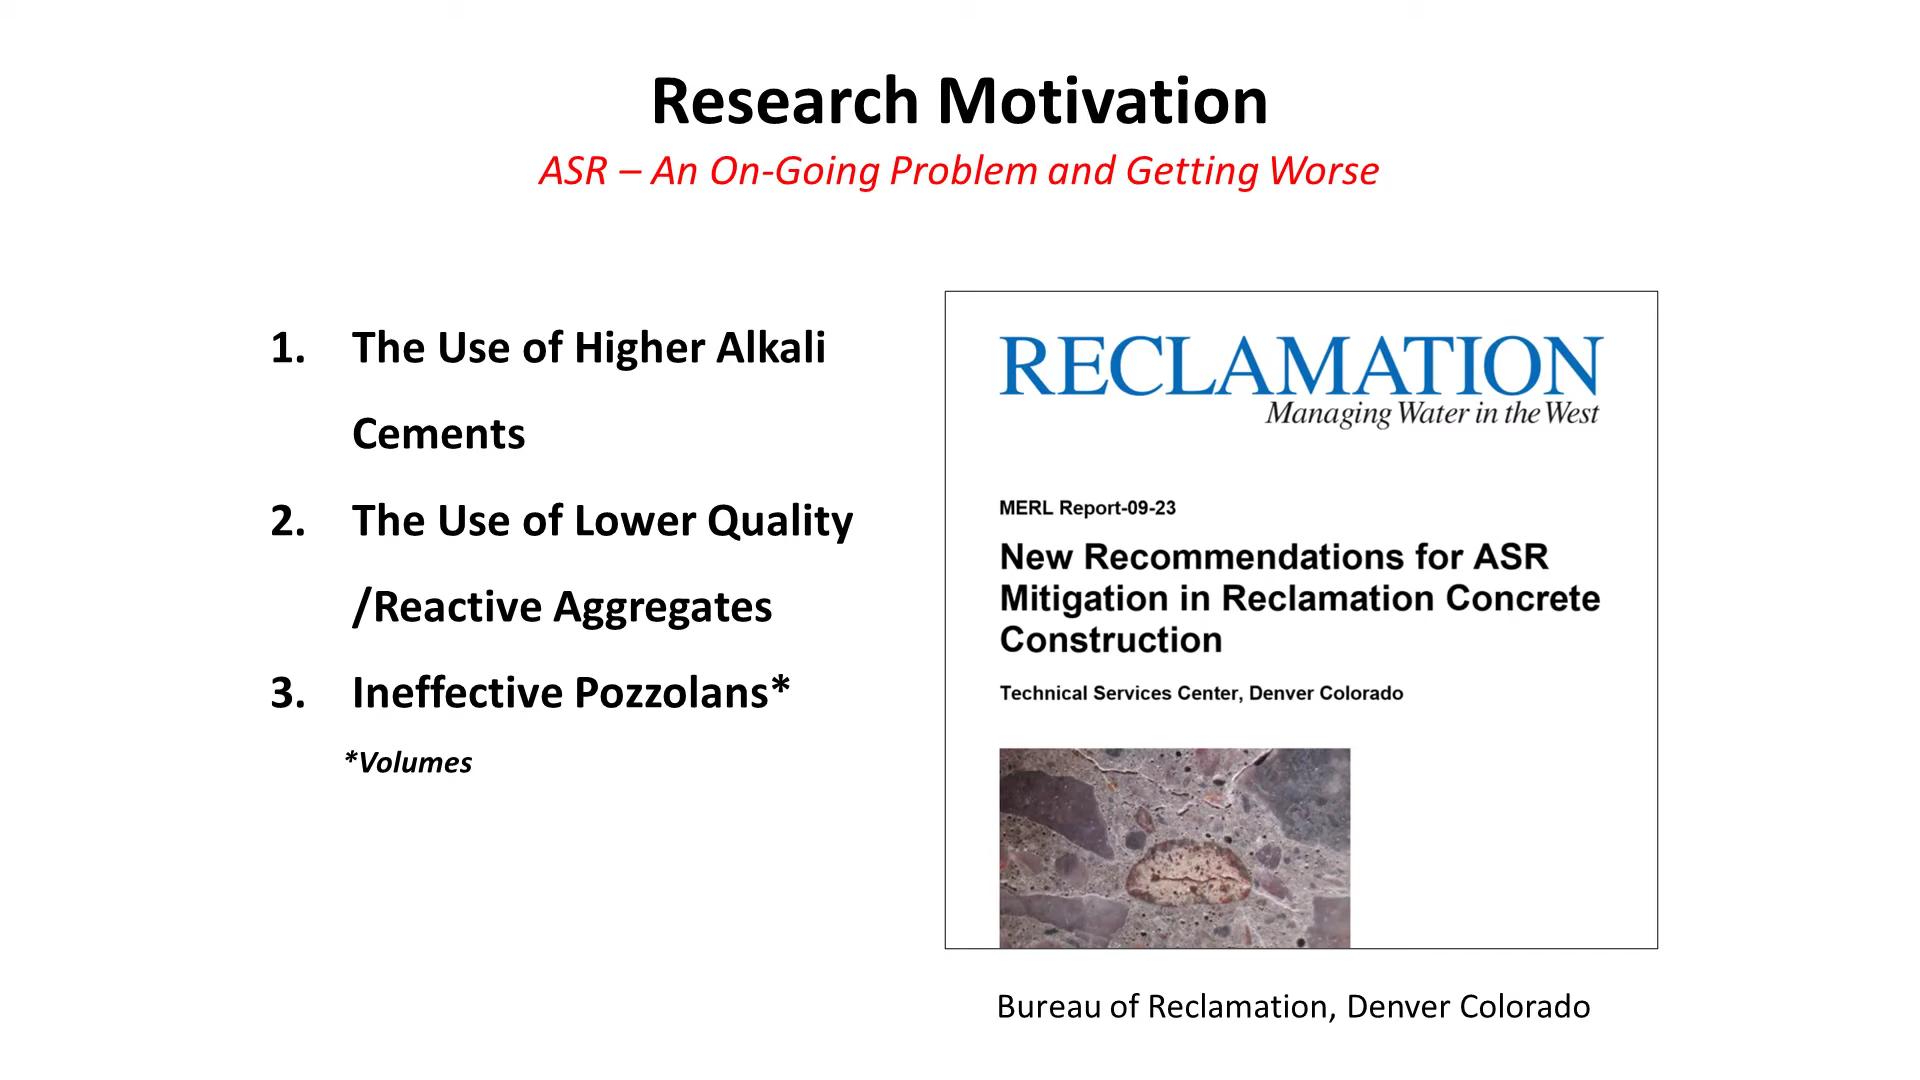 Research Motivation
ASR – An On-Going Problem and Getting Worse
1. The Use of Higher Alkali
Cements
2. The Use of Lower Quality
/Reactive Aggregates
3. Ineffective Pozzolans*
*Volumes
RECLAMATION
Managing Water in the West
MERL Report-09-23
New Recommendations for ASR
Mitigation in Reclamation Concrete
Construction
Technical Services Center, Denver Colorado
Bureau of Reclamation, Denver Colorado